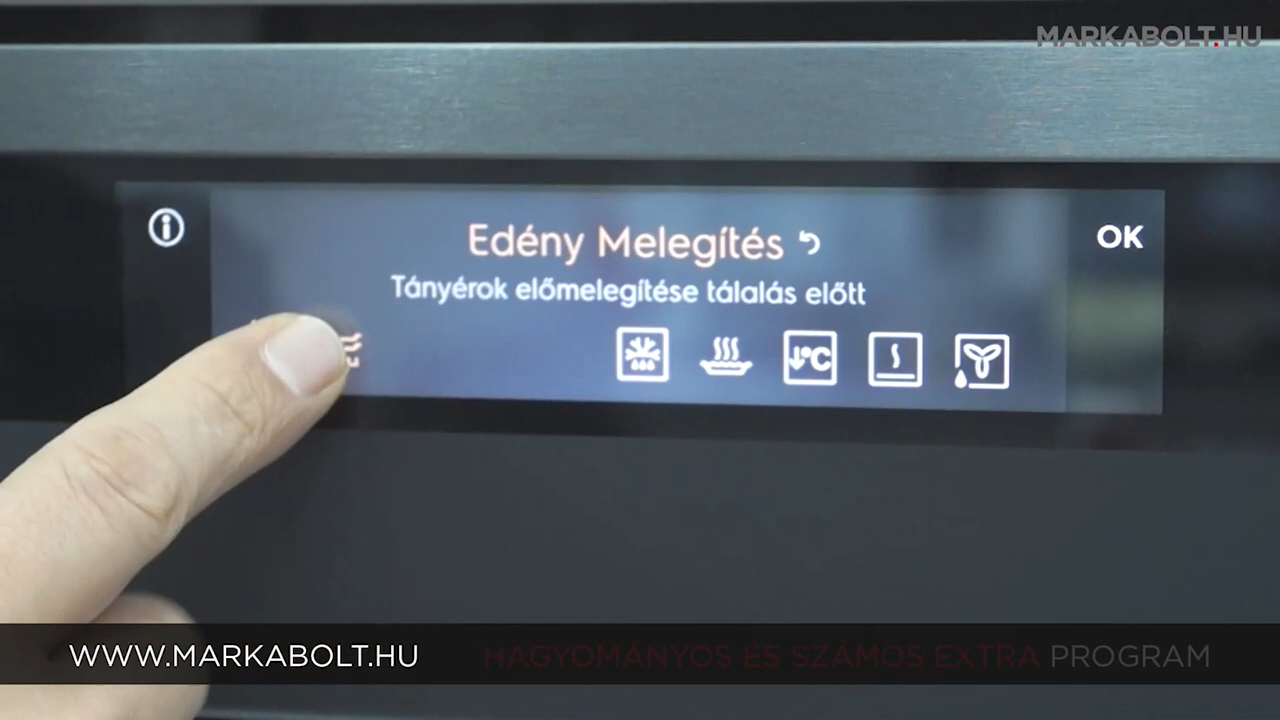 MARKABOLT.HU
Edény Melegítés
OK
Tányérok előmelegítése tálalás előtt
°C
WWW.MARKABOLT.HU
HAGYOMÁNYOS ÉS SZÁMOS EXTRA PROGRAM